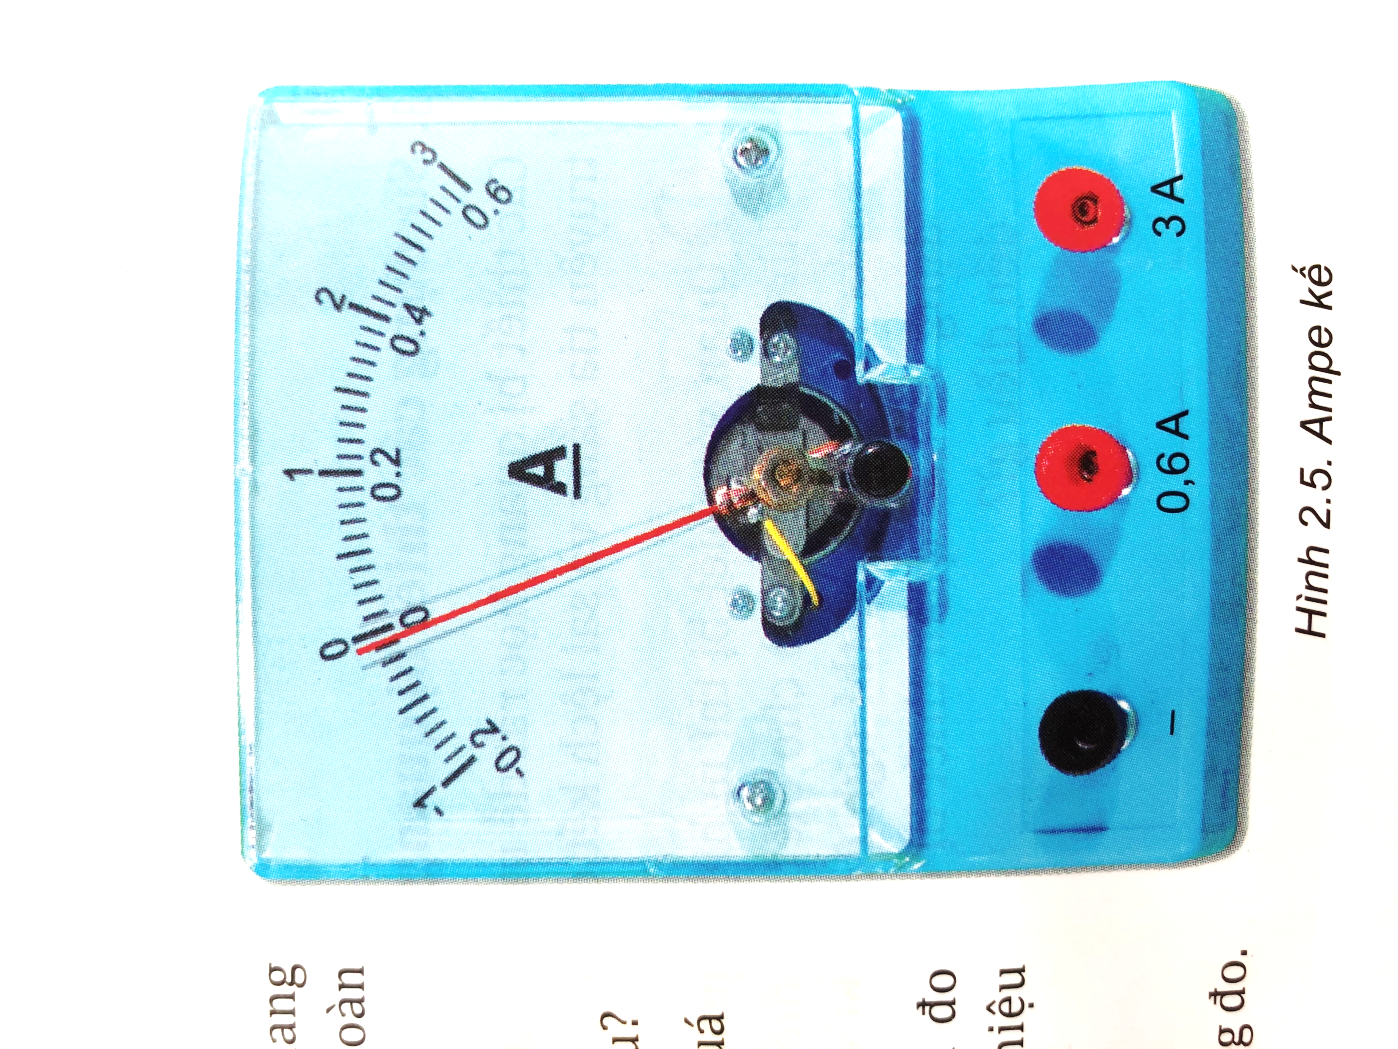 ang
oàn
u?
uá
đo
hiệu
g đo.
-1 0 1 2 3
-0.2 0 0.2 0.4 0.6
A
– 0,6 A 3 A
Hình 2.5. Ampe kế